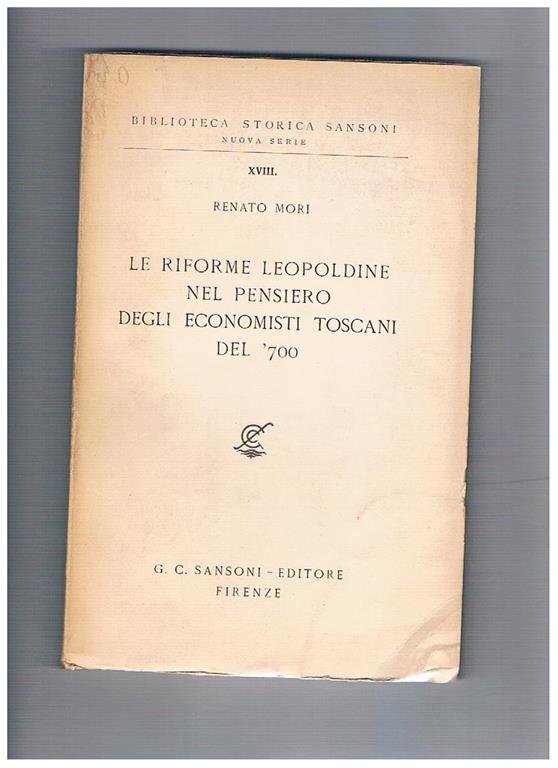 BIBLIOTECA STORICA SANSONI
NUOVA SERIE
XVIII.
RENATO MORI
LE RIFORME LEOPOLDINE
NEL PENSIERO
DEGLI ECONOMISTI TOSCANI
DEL '700
G. C. SANSONI - EDITORE
FIRENZE